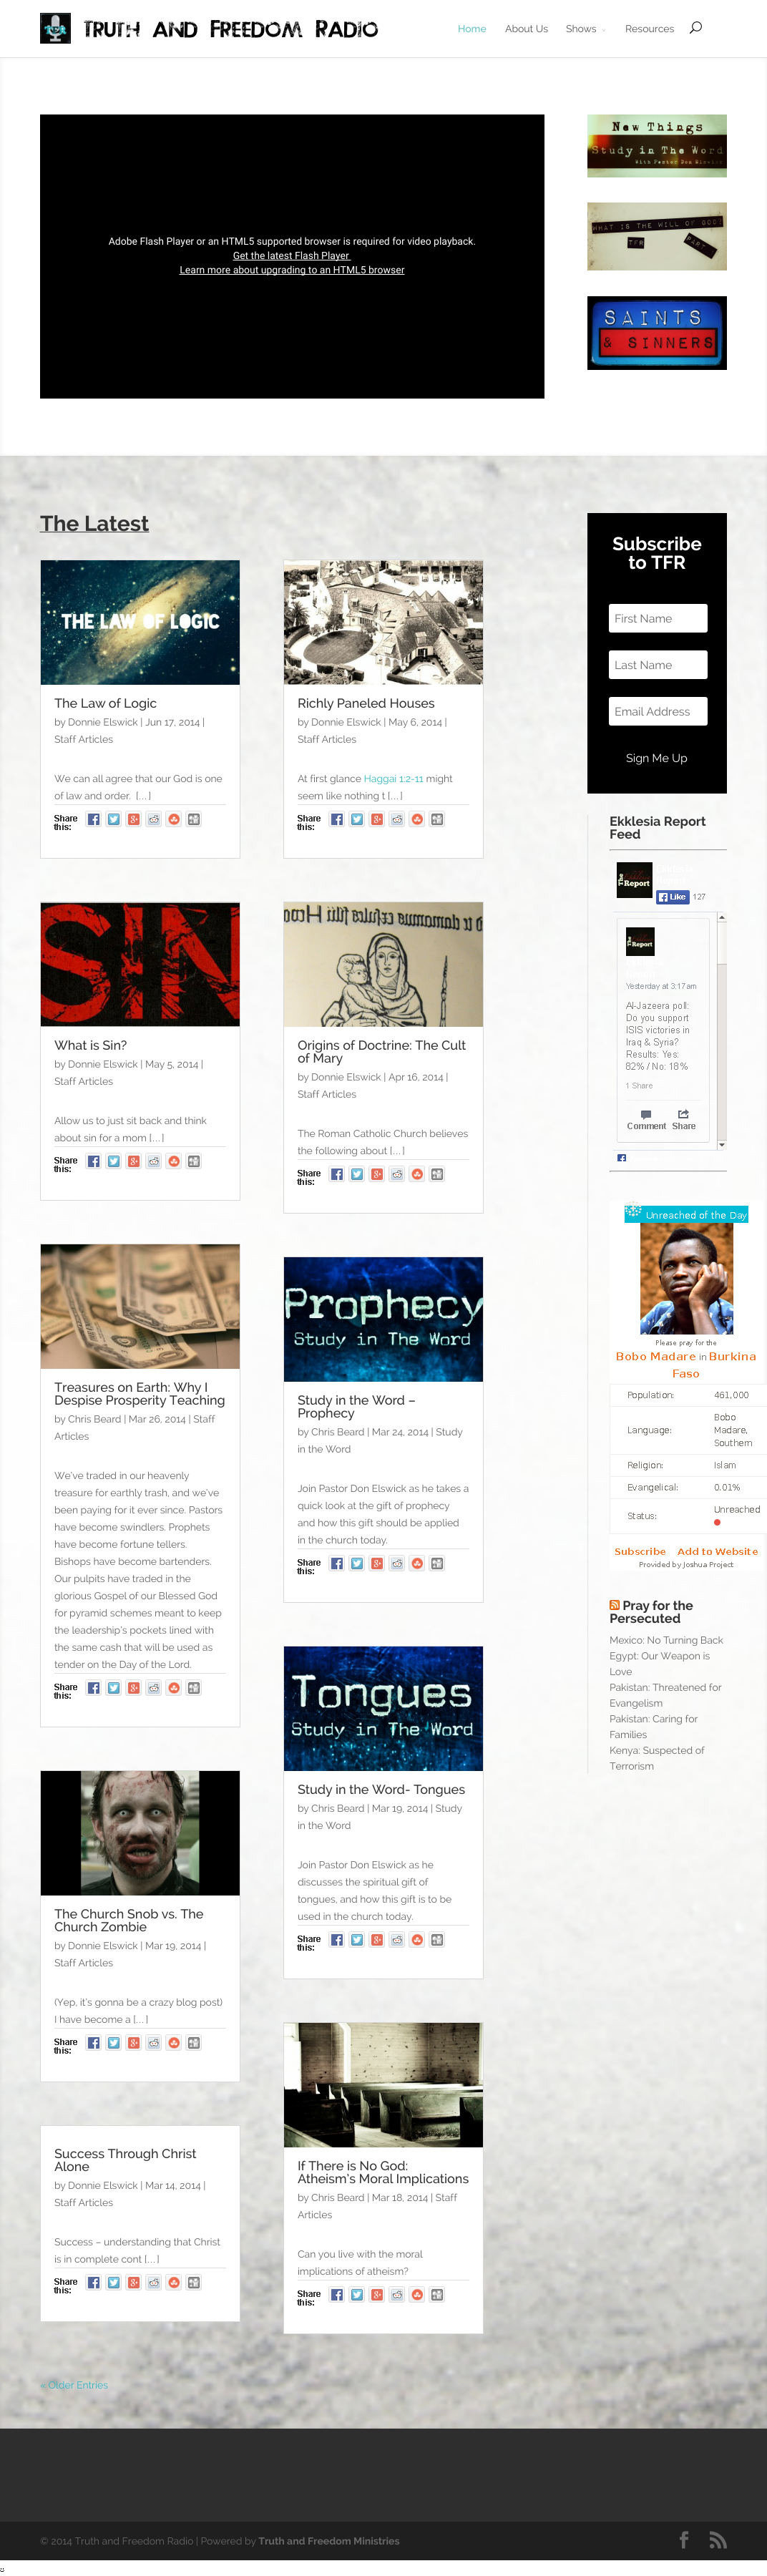 Truth and Freedom Radio
Home
About Us
Shows
Resources
Adobe Flash Player or an HTML5 supported browser is required for video playback.
Get the latest Flash Player
Learn more about upgrading to an HTML5 browser
New Things
Study in The Word
WHAT IS THE WILL OF GOD?
TFR
PART
SAINTS
& SINNERS
The Latest
THE LAW OF LOGIC
The Law of Logic
by Donnie Elswick | Jun 17, 2014 |
Staff Articles
We can all agree that our God is one
of law and order. [...]
Share
this:
SIN
What is Sin?
by Donnie Elswick | May 5, 2014 |
Staff Articles
Allow us to just sit back and think
about sin for a mom [...]
Share
this:
Treasures on Earth: Why I
Despise Prosperity Teaching
by Chris Beard | Mar 26, 2014 | Staff
Articles
We've traded in our heavenly
treasure for earthly trash, and we've
been paying for it ever since. Pastors
have become swindlers. Prophets
have become fortune tellers.
Bishops have become bartenders.
Our pulpits have traded in the
glorious Gospel of our Blessed God
for pyramid schemes meant to keep
the leadership's pockets lined with
the same cash that will be used as
tender on the Day of the Lord.
Share
this:
The Church Snob vs. The
Church Zombie
by Donnie Elswick | Mar 19, 2014 |
Staff Articles
(Yep, it's gonna be a crazy blog post)
I have become a [...]
Share
this:
Success Through Christ
Alone
by Donnie Elswick | Mar 14, 2014 |
Staff Articles
Success – understanding that Christ
is in complete cont [...]
Share
this:
Richly Paneled Houses
by Donnie Elswick | May 6, 2014 |
Staff Articles
At first glance Haggai 1:2-11 might
seem like nothing t [...]
Share
this:
Origins of Doctrine: The Cult
of Mary
by Donnie Elswick | Apr 16, 2014 |
Staff Articles
The Roman Catholic Church believes
the following about [...]
Share
this:
Prophecy
Study in The Word
Study in the Word –
Prophecy
by Chris Beard | Mar 24, 2014 | Study
in the Word
Join Pastor Don Elswick as he takes a
quick look at the gift of prophecy
and how this gift should be applied
in the church today.
Share
this:
Tongues
Study in The Word
Study in the Word- Tongues
by Chris Beard | Mar 19, 2014 | Study
in the Word
Join Pastor Don Elswick as he
discusses the spiritual gift of
tongues, and how this gift is to be
used in the church today.
Share
this:
If There is No God:
Atheism's Moral Implications
by Chris Beard | Mar 18, 2014 | Staff
Articles
Can you live with the moral
implications of atheism?
Share
this:
« Older Entries
Subscribe
to TFR
First Name
Last Name
Email Address
Sign Me Up
Ekklesia Report
Feed
Report
Like 127
Report
Yesterday at 3:17am
Al-Jazeera poll:
Do you support
ISIS victories in
Iraq & Syria?
Results: Yes:
82% / No: 18%
1 Share
Comment
Share
Unreached of the Day
Please pray for the
Bobo Madare in Burkina
Faso
Population: 461,000
Language: Bobo
Madare,
Southern
Religion: Islam
Evangelical: 0.01%
Status: Unreached
Subscribe
Add to Website
Provided by Joshua Project
Pray for the
Persecuted
Mexico: No Turning Back
Egypt: Our Weapon is
Love
Pakistan: Threatened for
Evangelism
Pakistan: Caring for
Families
Kenya: Suspected of
Terrorism
© 2014 Truth and Freedom Radio | Powered by Truth and Freedom Ministries